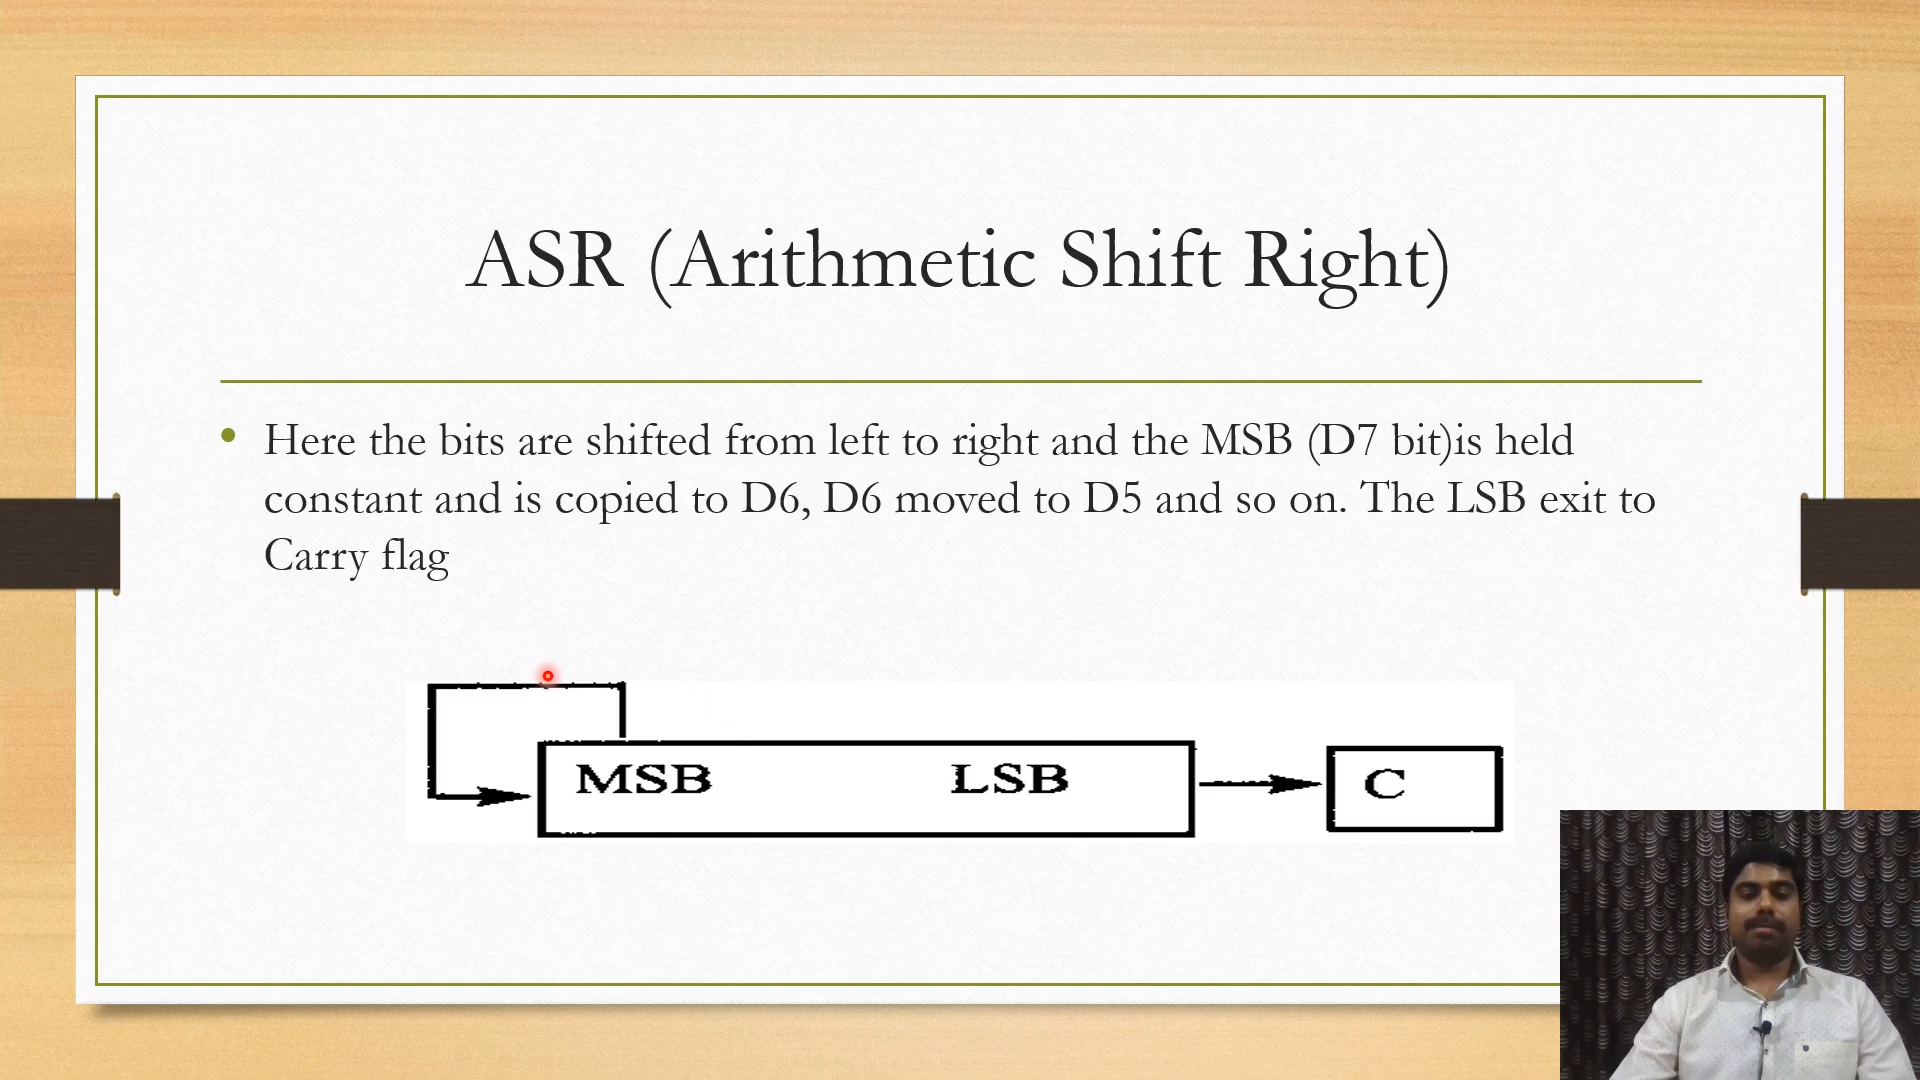 ASR (Arithmetic Shift Right)
• Here the bits are shifted from left to right and the MSB (D7 bit)is held
constant and is copied to D6, D6 moved to D5 and so on. The LSB exit to
Carry flag
MSB LSB C